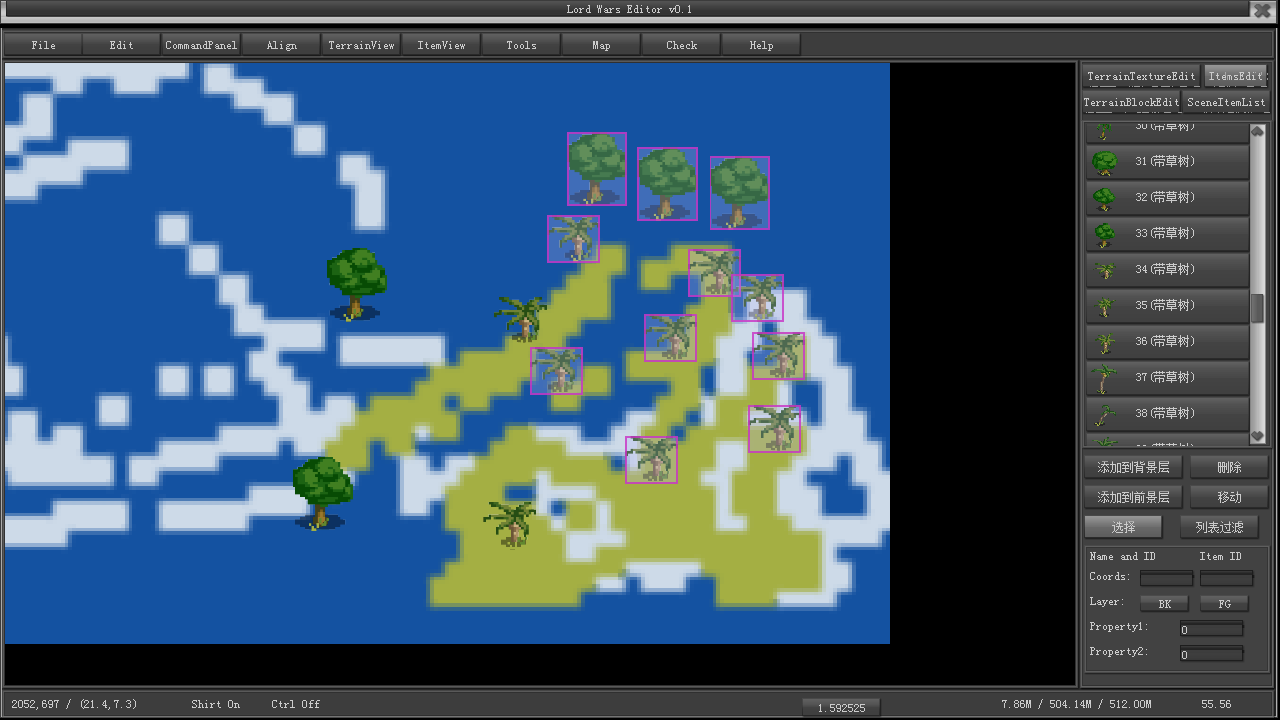 Lord Wars Editor v0.1
File Edit CommandPanel Align TerrainView ItemView Tools Map Check Help
TerrainTextureEdit ItemsEdit
TerrainBlockEdit SceneItemList
30(带草树)
31(带草树)
32(带草树)
33(带草树)
34(带草树)
35(带草树)
36(带草树)
37(带草树)
38(带草树)
添加到背景层 删除
添加到前景层 移动
选择 列表过滤
Name and ID Item ID
Coords:
Layer: BK FG
Property1: 0
Property2: 0
2052,697 / (21.4,7.3) Shirt On Ctrl Off 1.592525 7.86M / 504.14M / 512.00M 55.56